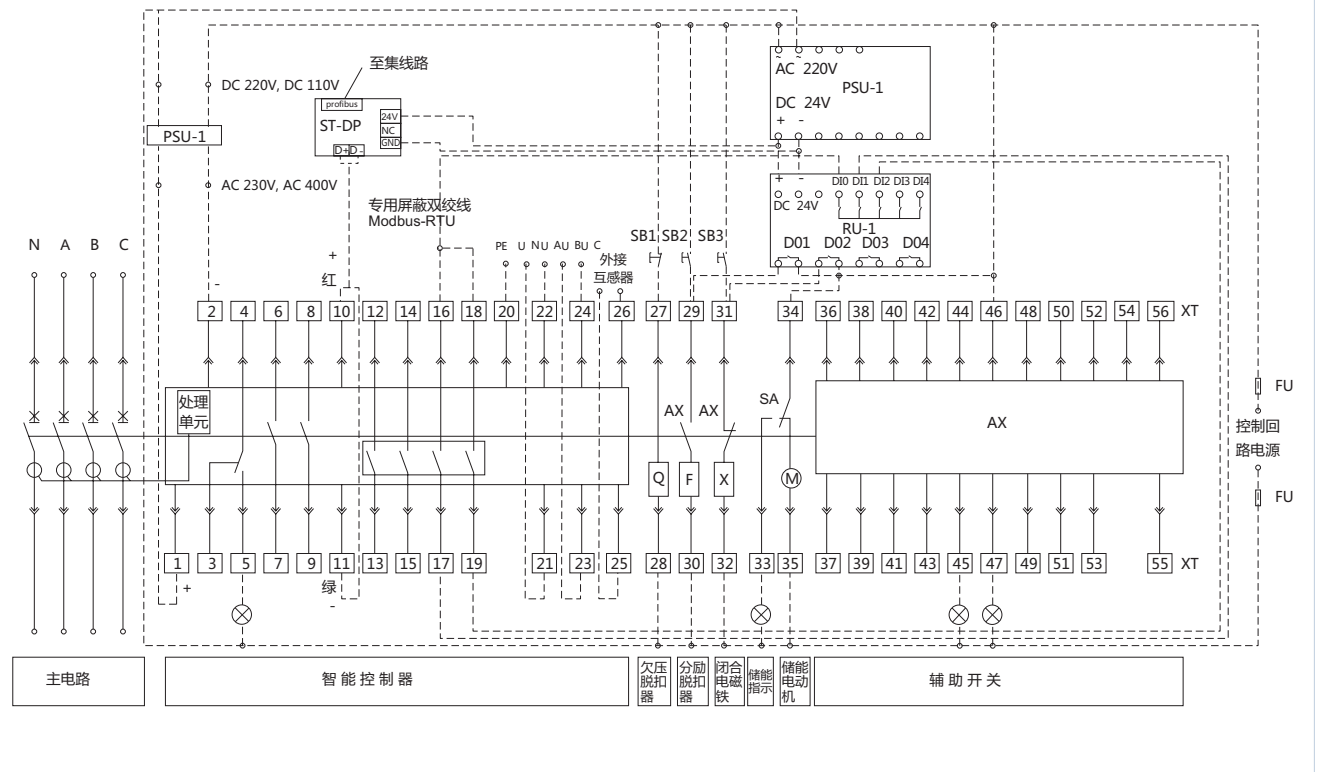 至集线路
DC 220V, DC 110V
profibus
ST-DP
24V
NC
GND
D+ D-
PSU-1
AC 230V, AC 400V
专用屏蔽双绞线
Modbus-RTU
~ ~
AC 220V
PSU-1
DC 24V
+ -
+ -
DI0 DI1 DI2 DI3 DI4
DC 24V
RU-1
D01 D02 D03 D04
N A B C
SB1 SB2 SB3
PE U N U A U B U C
外接
互感器
+
红
-
2 4 6 8 10 12 14 16 18 20 22 24 26 27 29 31 34 36 38 40 42 44 46 48 50 52 54 56 XT
处理
单元
AX AX
SA
AX
FU
控制回
路电源
FU
Q F X M
1 3 5 7 9 11 13 15 17 19 21 23 25 28 30 32 33 35 37 39 41 43 45 47 49 51 53 55 XT
+
绿
-
主电路
智能控制器
欠压
脱扣
器
分励
脱扣
器
闭合
电磁
铁
储能
指示
储能
电动
机
辅助开关